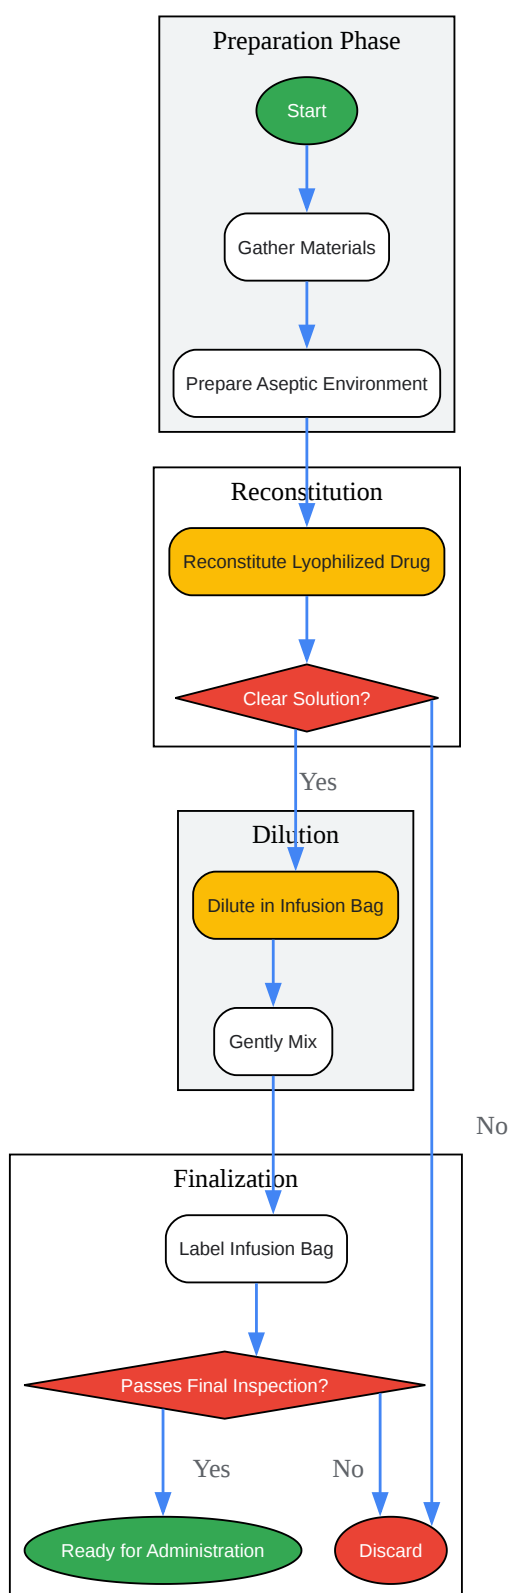 Preparation Phase
Start
Gather Materials
Prepare Aseptic Environment
Reconstitution
Reconstitute Lyophilized Drug
Clear Solution?
Yes
Dilution
Dilute in Infusion Bag
Gently Mix
No
Finalization
Label Infusion Bag
Passes Final Inspection?
Yes
No
Ready for Administration
Discard